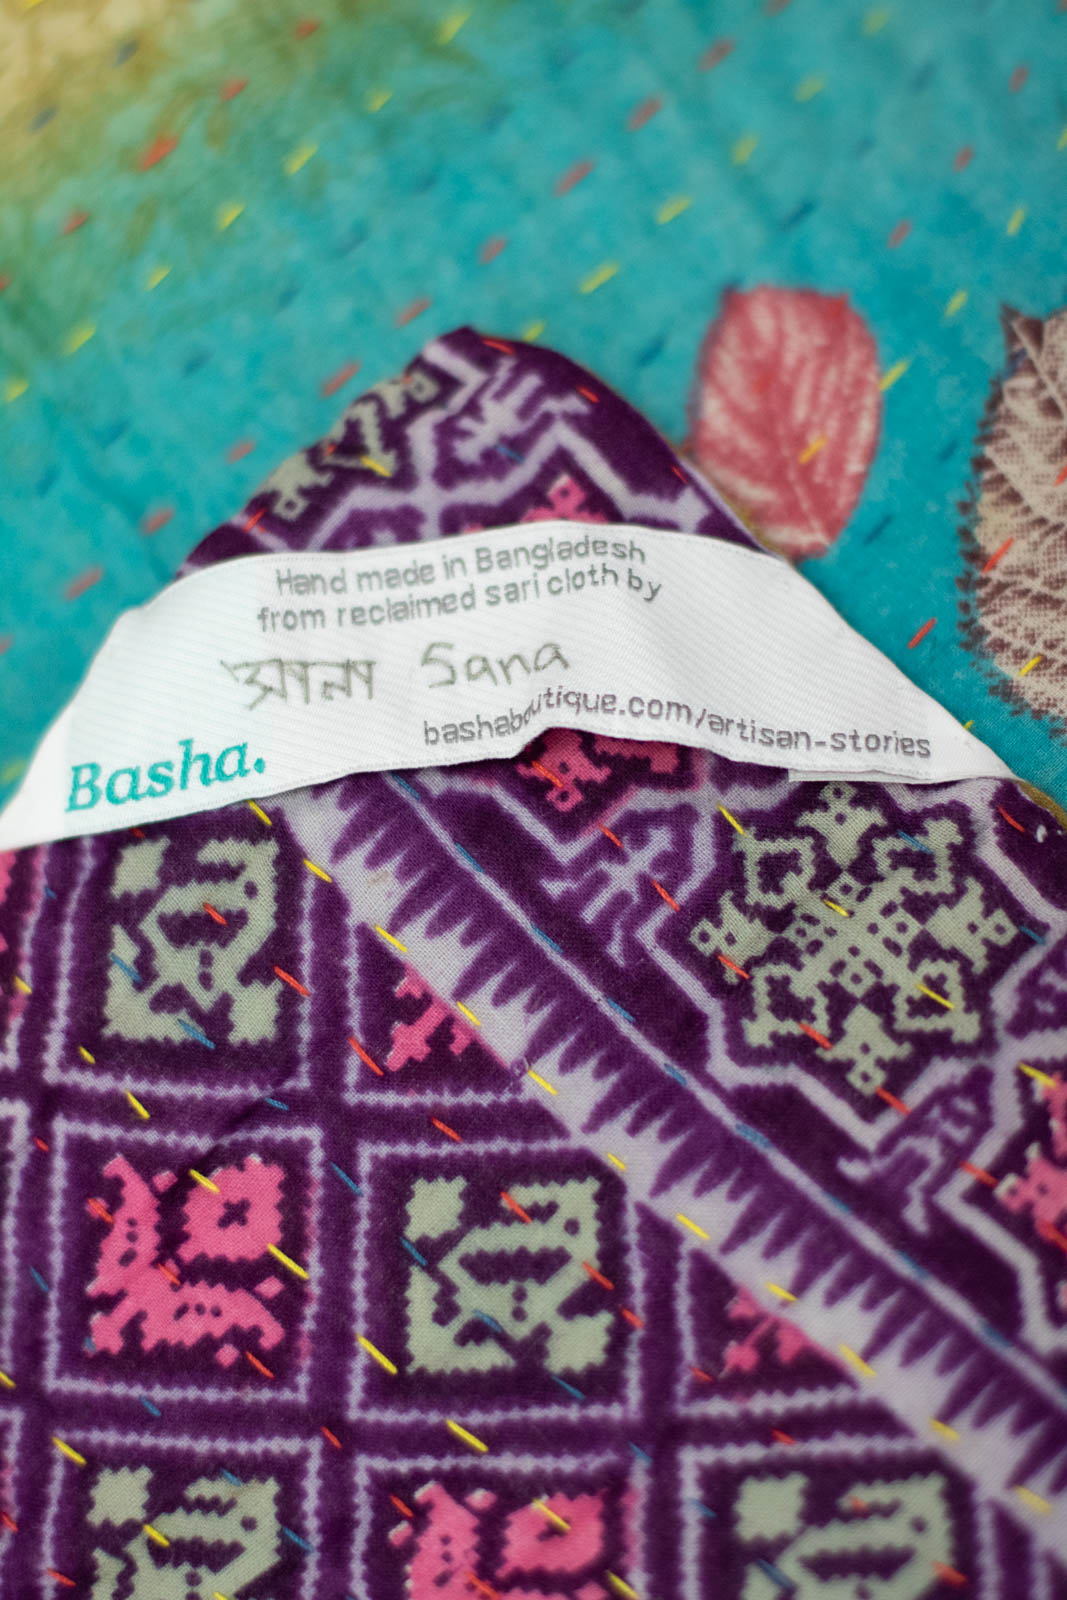 Hand made in Bangladesh
from reclaimed sari cloth by
সানা Sana
bashaboutique.com/artisan-stories
Basha.